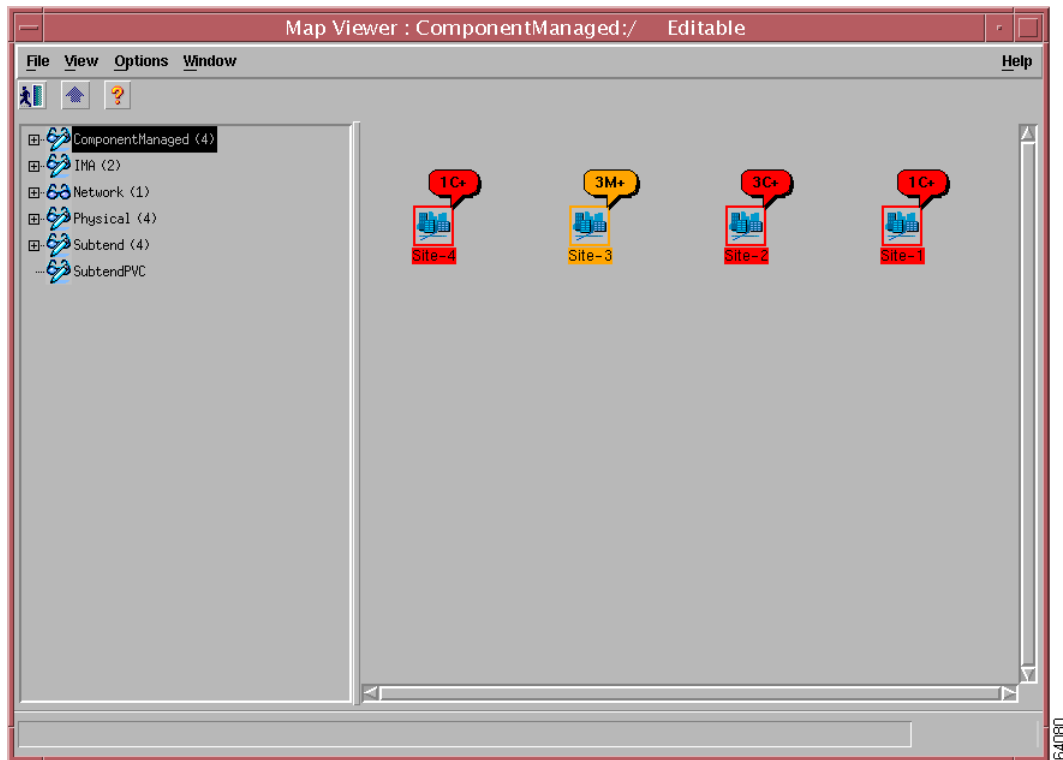 Map Viewer : ComponentManaged:/ Editable
File View Options Window Help
?
ComponentManaged (4)
IMA (2)
Network (1)
Physical (4)
Subtend (4)
SubtendPVC
1C+ 3M+ 3C+ 1C+
Site-4 Site-3 Site-2 Site-1
64080